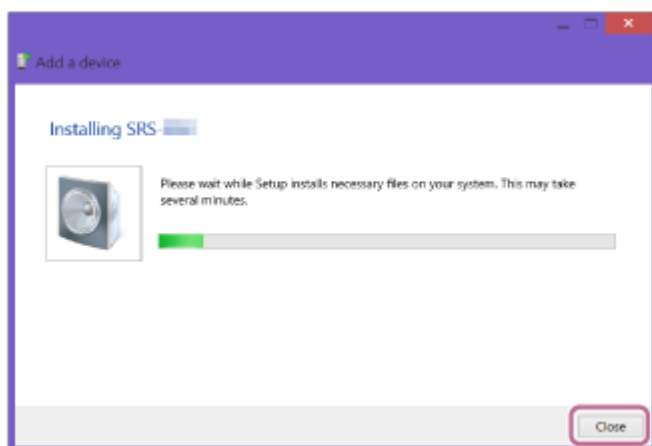 Add a device
Installing SRS-
Please wait while Setup installs necessary files on your system. This may take
several minutes.
Close